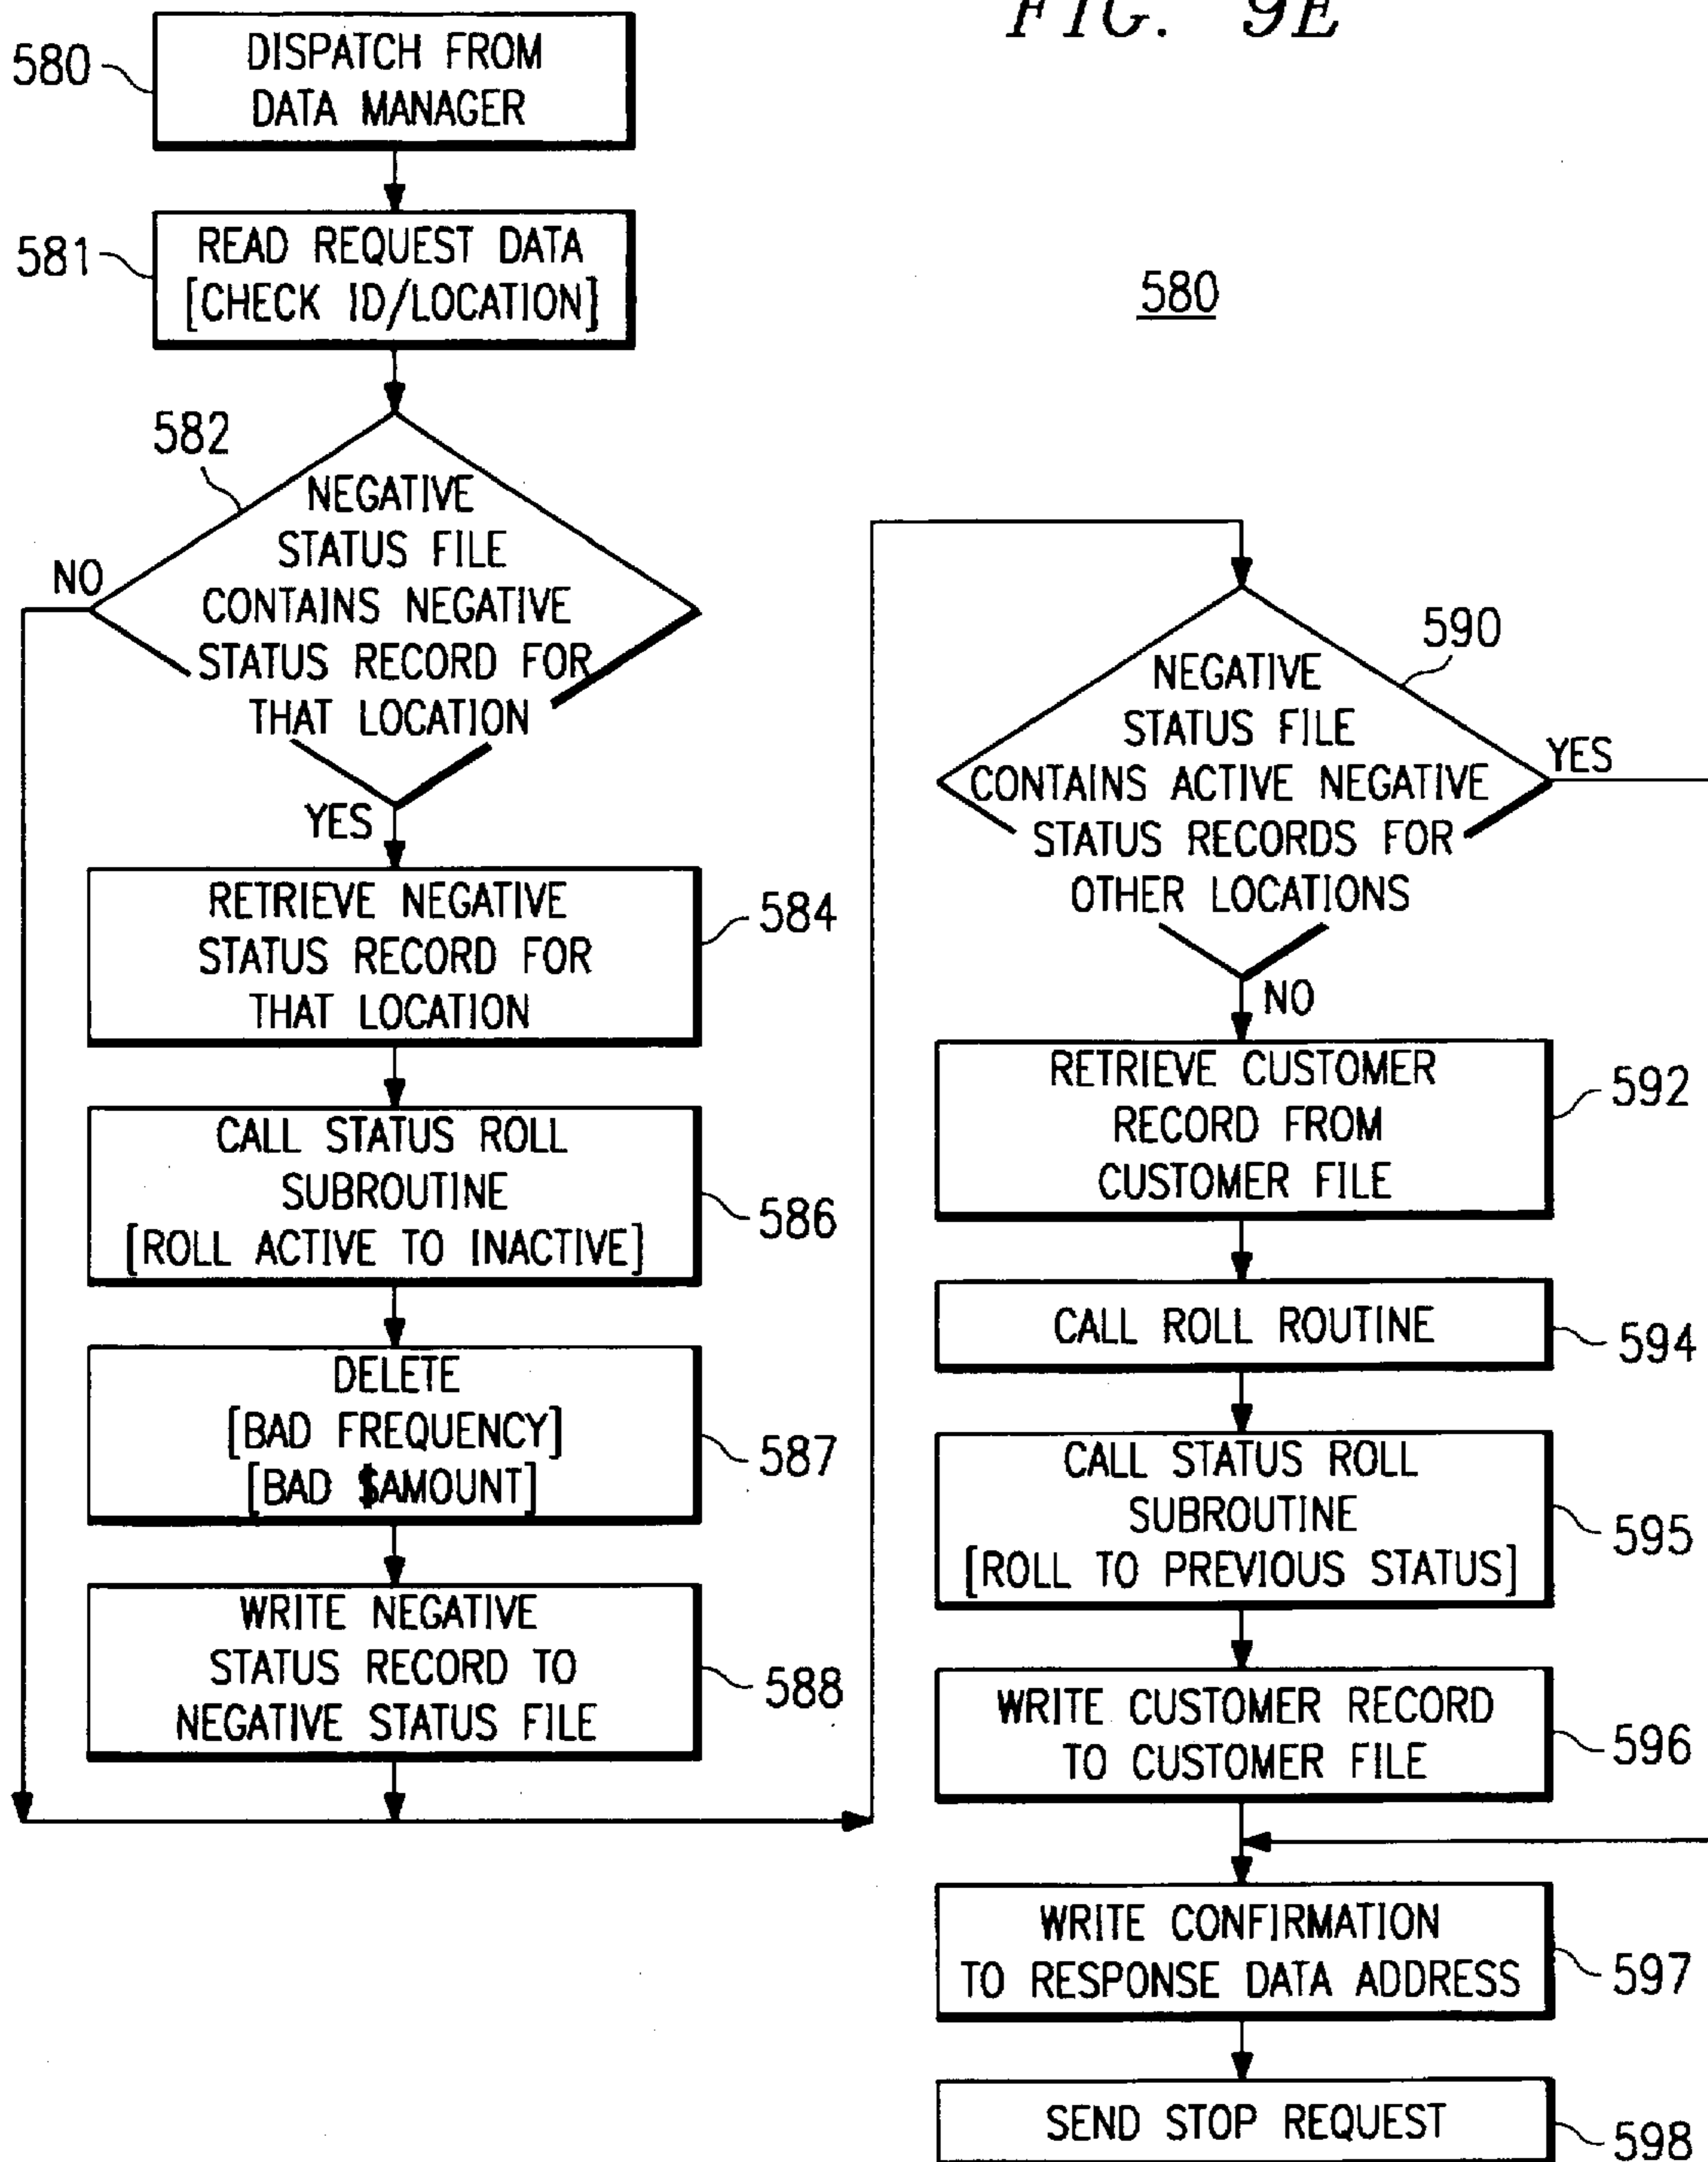 FIG. 9E
580
DISPATCH FROM
DATA MANAGER
581
READ REQUEST DATA
[CHECK ID/LOCATION]
580
582
NEGATIVE
STATUS FILE
CONTAINS NEGATIVE
STATUS RECORD FOR
THAT LOCATION
NO
YES
RETRIEVE NEGATIVE
STATUS RECORD FOR
THAT LOCATION
584
CALL STATUS ROLL
SUBROUTINE
[ROLL ACTIVE TO INACTIVE]
586
DELETE
[BAD FREQUENCY]
[BAD $AMOUNT]
587
WRITE NEGATIVE
STATUS RECORD TO
NEGATIVE STATUS FILE
588
590
NEGATIVE
STATUS FILE
CONTAINS ACTIVE NEGATIVE
STATUS RECORDS FOR
OTHER LOCATIONS
YES
NO
RETRIEVE CUSTOMER
RECORD FROM
CUSTOMER FILE
592
CALL ROLL ROUTINE
594
CALL STATUS ROLL
SUBROUTINE
[ROLL TO PREVIOUS STATUS]
595
WRITE CUSTOMER RECORD
TO CUSTOMER FILE
596
WRITE CONFIRMATION
TO RESPONSE DATA ADDRESS
597
SEND STOP REQUEST
598